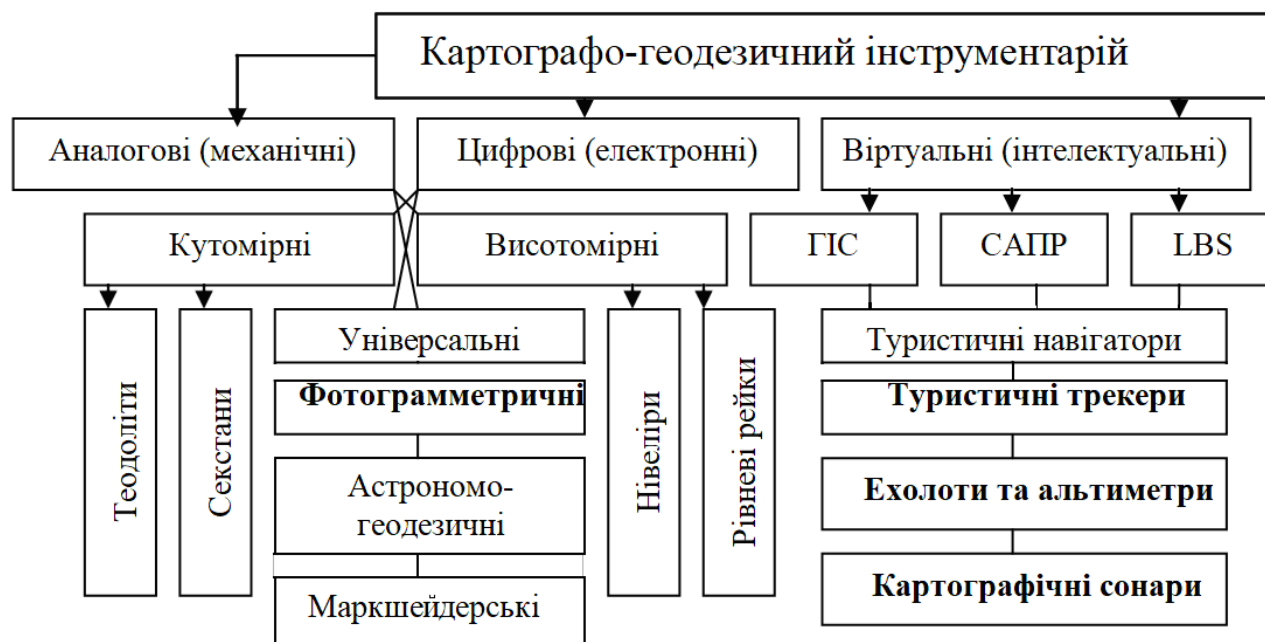 Картографо-геодезичний інструментарій
Аналогові (механічні)
Цифрові (електронні)
Віртуальні (інтелектуальні)
Кутомірні
Висотомірні
ГІС
САПР
LBS
Теодоліти
Секстани
Універсальні
Фотограмметричні
Астрономо-
геодезичні
Маркшейдерські
Нівеліри
Рівневі рейки
Туристичні навігатори
Туристичні трекери
Ехолоти та альтиметри
Картографічні сонари